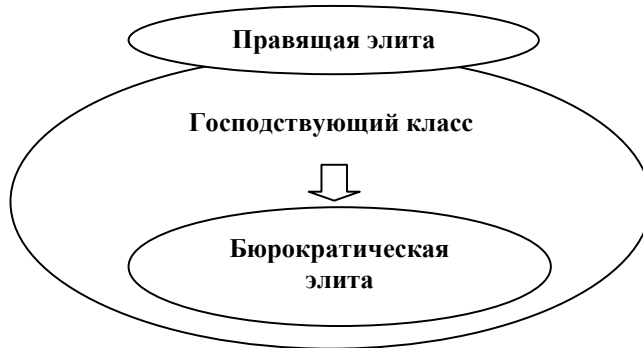 Правящая элита
Господствующий класс
Бюрократическая
элита